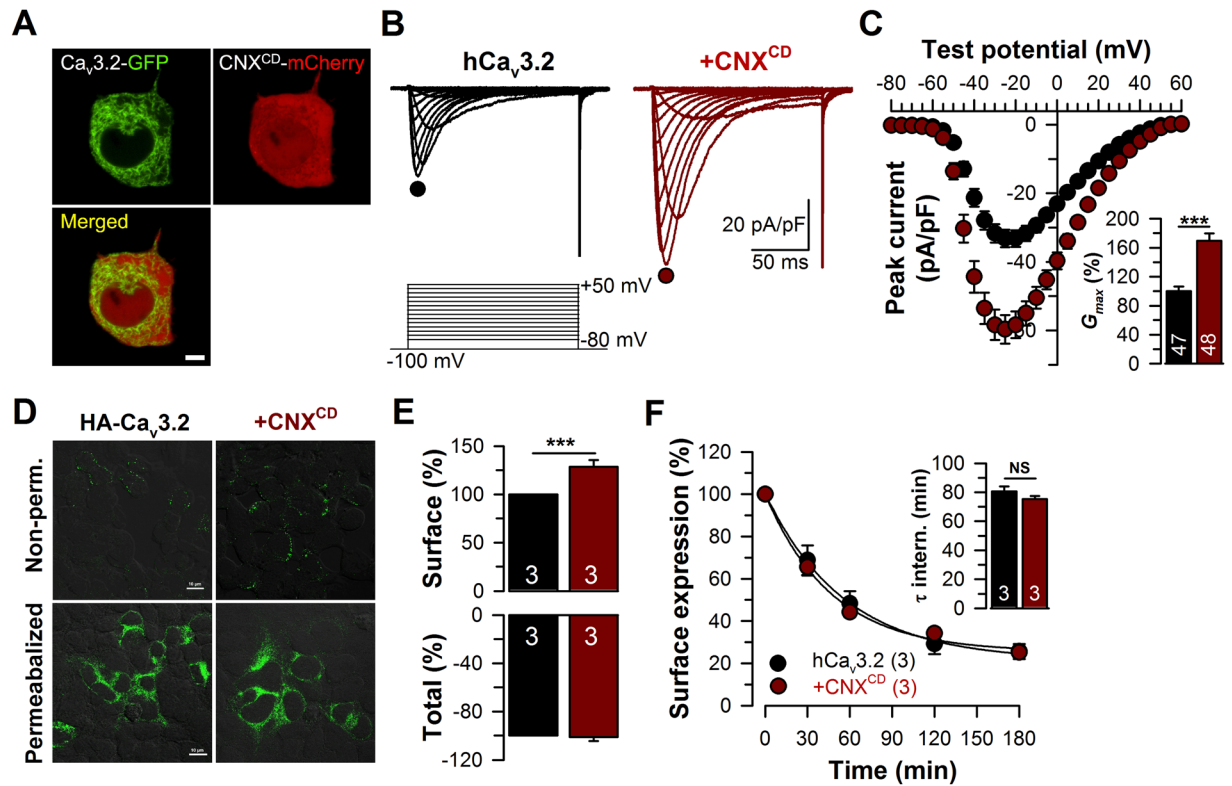 A
Caᵥ3.2-GFP
CNXᶜᴰ-mCherry
Merged
B
hCaᵥ3.2
+CNXᶜᴰ
20 pA/pF
50 ms
+50 mV
-80 mV
-100 mV
C
Test potential (mV)
-80 -60 -40 -20 0 20 40 60
0
-20
-40
-60
Peak current
(pA/pF)
200
160
120
80
40
0
Gmax (%)
***
47
48
D
HA-Caᵥ3.2
+CNXᶜᴰ
Non-perm.
10 µm
Permeabalized
10 µm
E
***
150
100
50
0
Surface (%)
3
3
0
-40
-80
-120
Total (%)
3
3
F
120
100
80
60
40
20
0
Surface expression (%)
hCaᵥ3.2 (3)
+CNXᶜᴰ (3)
0 30 60 90 120 150 180
Time (min)
NS
100
80
60
40
20
0
τ intern. (min)
3
3